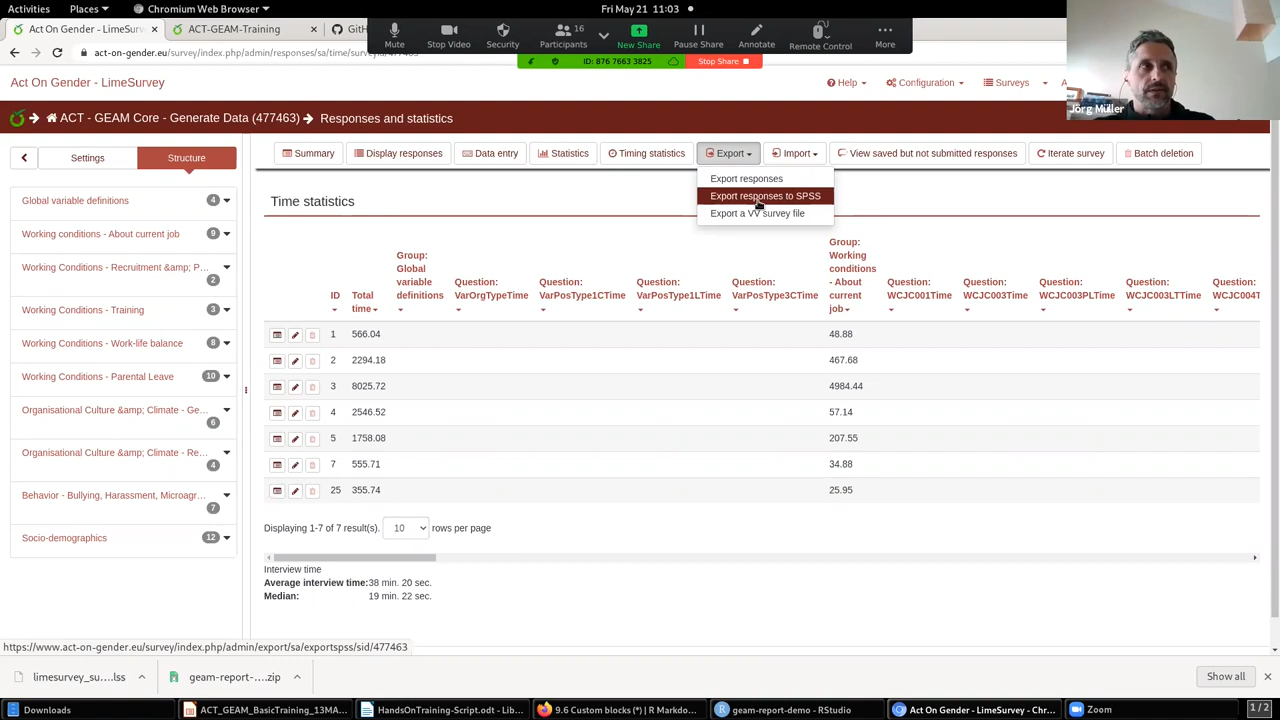 Activities Places Chromium Web Browser Fri May 21 11:03
Act On Gender - LimeSurvey × ACT-GEAM-Training × GitH
act-on-gender.eu/survey/index.php/admin/responses/sa/time/surveyid/477463
Mute Stop Video Security Participants 16 New Share Pause Share Annotate Remote Control More
ID: 876 7663 3825 Stop Share
Jörg Müller
Act On Gender - LimeSurvey Help Configuration Surveys
ACT - GEAM Core - Generate Data (477463) Responses and statistics
Settings Structure
Summary Display responses Data entry Statistics Timing statistics Export Import View saved but not submitted responses Iterate survey Batch deletion
Export responses
Export responses to SPSS
Export a VV survey file
Global variable definitions 4
Working conditions - About current job 9
Working Conditions - Recruitment &amp; P... 2
Working Conditions - Training 3
Working Conditions - Work-life balance 8
Working Conditions - Parental Leave 10
Organisational Culture &amp; Climate - Ge... 6
Organisational Culture &amp; Climate - Re... 4
Behavior - Bullying, Harassment, Microagr... 7
Socio-demographics 12
Time statistics
ID
Total time
Group: Global variable definitions
Question: VarOrgTypeTime
Question: VarPosType1CTime
Question: VarPosType1LTime
Question: VarPosType3CTime
Group: Working conditions - About current job
Question: WCJC001Time
Question: WCJC003Time
Question: WCJC003PLTime
Question: WCJC003LTTime
Question: WCJC004T
1 566.04 48.88
2 2294.18 467.68
3 8025.72 4984.44
4 2546.52 57.14
5 1758.08 207.55
7 555.71 34.88
25 355.74 25.95
Displaying 1-7 of 7 result(s). 10 rows per page
Interview time
Average interview time: 38 min. 20 sec.
Median: 19 min. 22 sec.
https://www.act-on-gender.eu/survey/index.php/admin/export/sa/exportspss/sid/477463
limesurvey_su....lss geam-report-....zip Show all
Downloads ACT_GEAM_BasicTraining_13MA... HandsOnTraining-Script.odt - Lib... 9.6 Custom blocks (*) | R Markdo... geam-report-demo - RStudio Act On Gender - LimeSurvey - Chr... Zoom 1 / 2